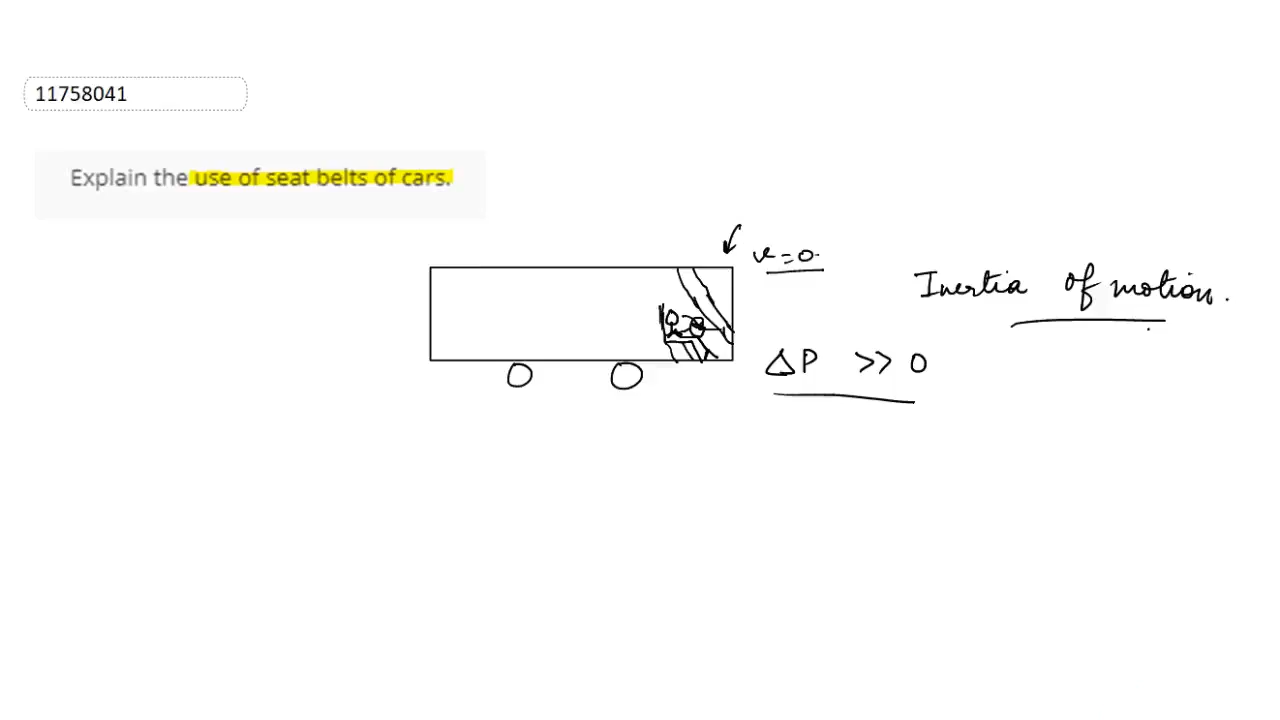 11758041
Explain the use of seat belts of cars.
v=0.
Inertia of motion.
ΔP >> 0